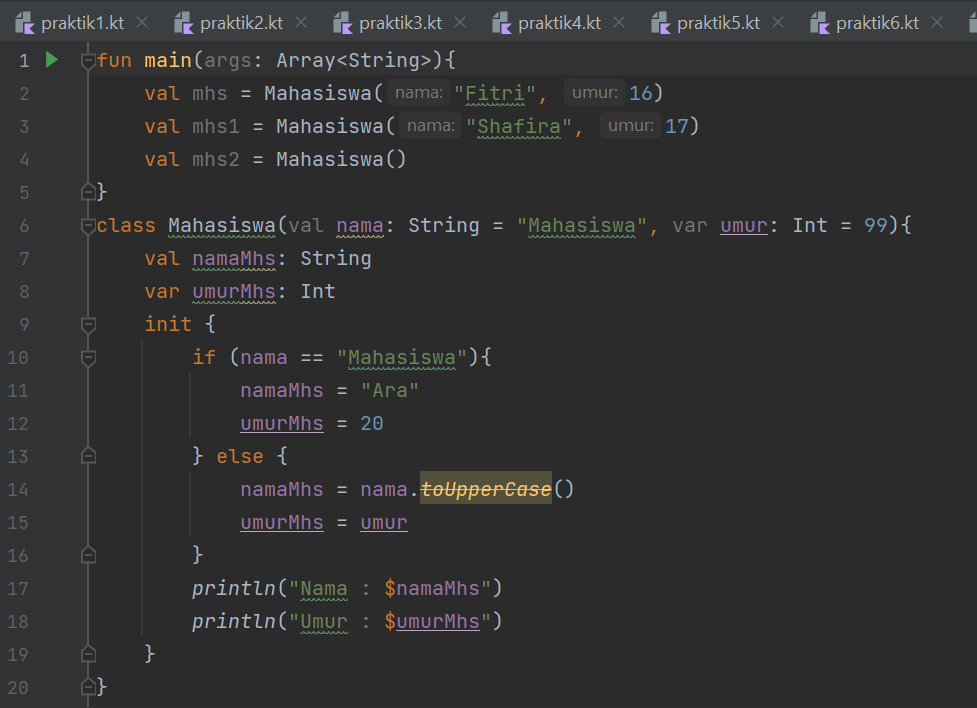 praktik1.kt praktik2.kt praktik3.kt praktik4.kt praktik5.kt praktik6.kt
1 fun main(args: Array<String>){
2 val mhs = Mahasiswa( nama: "Fitri", umur: 16)
3 val mhs1 = Mahasiswa( nama: "Shafira", umur: 17)
4 val mhs2 = Mahasiswa()
5 }
6 class Mahasiswa(val nama: String = "Mahasiswa", var umur: Int = 99){
7 val namaMhs: String
8 var umurMhs: Int
9 init {
10 if (nama == "Mahasiswa"){
11 namaMhs = "Ara"
12 umurMhs = 20
13 } else {
14 namaMhs = nama.toUpperCase()
15 umurMhs = umur
16 }
17 println("Nama : $namaMhs")
18 println("Umur : $umurMhs")
19 }
20 }